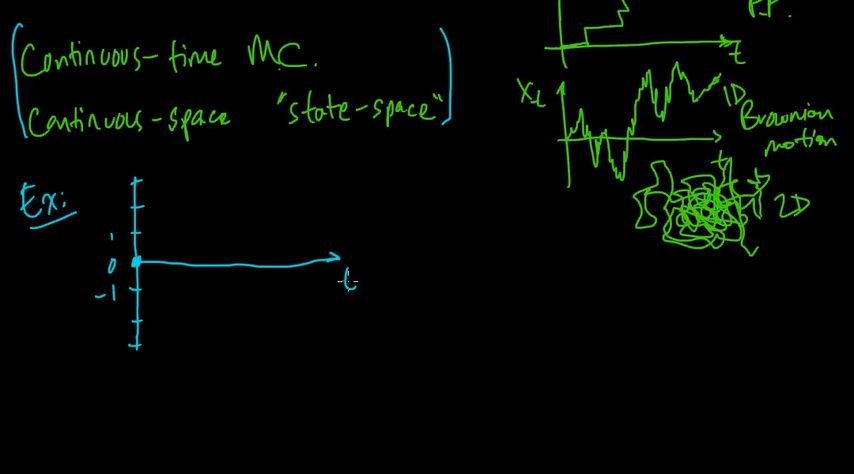 Continuous-time MC.
Continuous-space "state-space"
P.P.
t
Xt
1D
Brownian
motion
t
2D
Ex:
1
0
-1
t